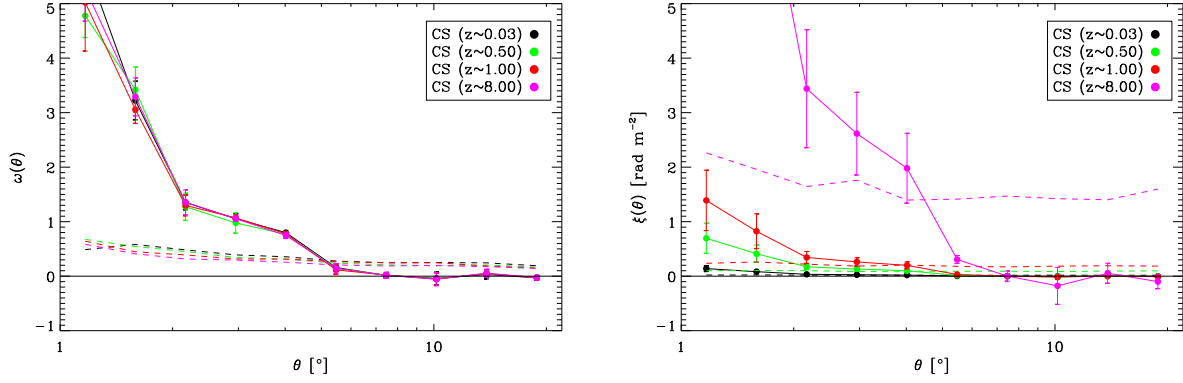 5
4
3
2
1
0
−1
1
10
ω(θ)
θ [°]
CS (z~0.03)
CS (z~0.50)
CS (z~1.00)
CS (z~8.00)
5
4
3
2
1
0
−1
1
10
ξ(θ) [rad m⁻²]
θ [°]
CS (z~0.03)
CS (z~0.50)
CS (z~1.00)
CS (z~8.00)